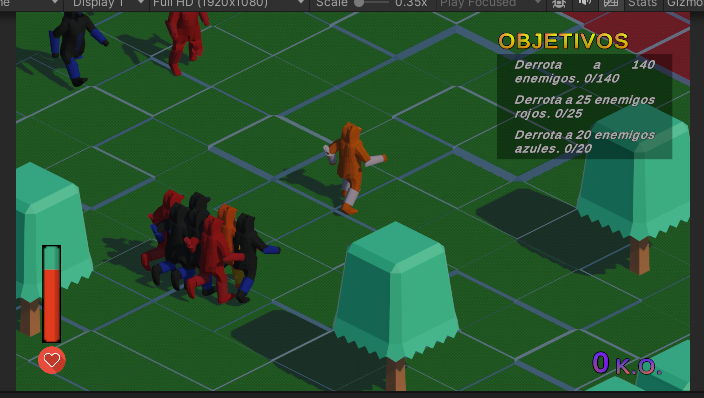 Display 1
Full HD (1920x1080)
Scale
0.35x
Play Focused
Stats
Gizmo
OBJETIVOS
Derrota a 140
enemigos. 0/140
Derrota a 25 enemigos
rojos. 0/25
Derrota a 20 enemigos
azules. 0/20
0 K.O.